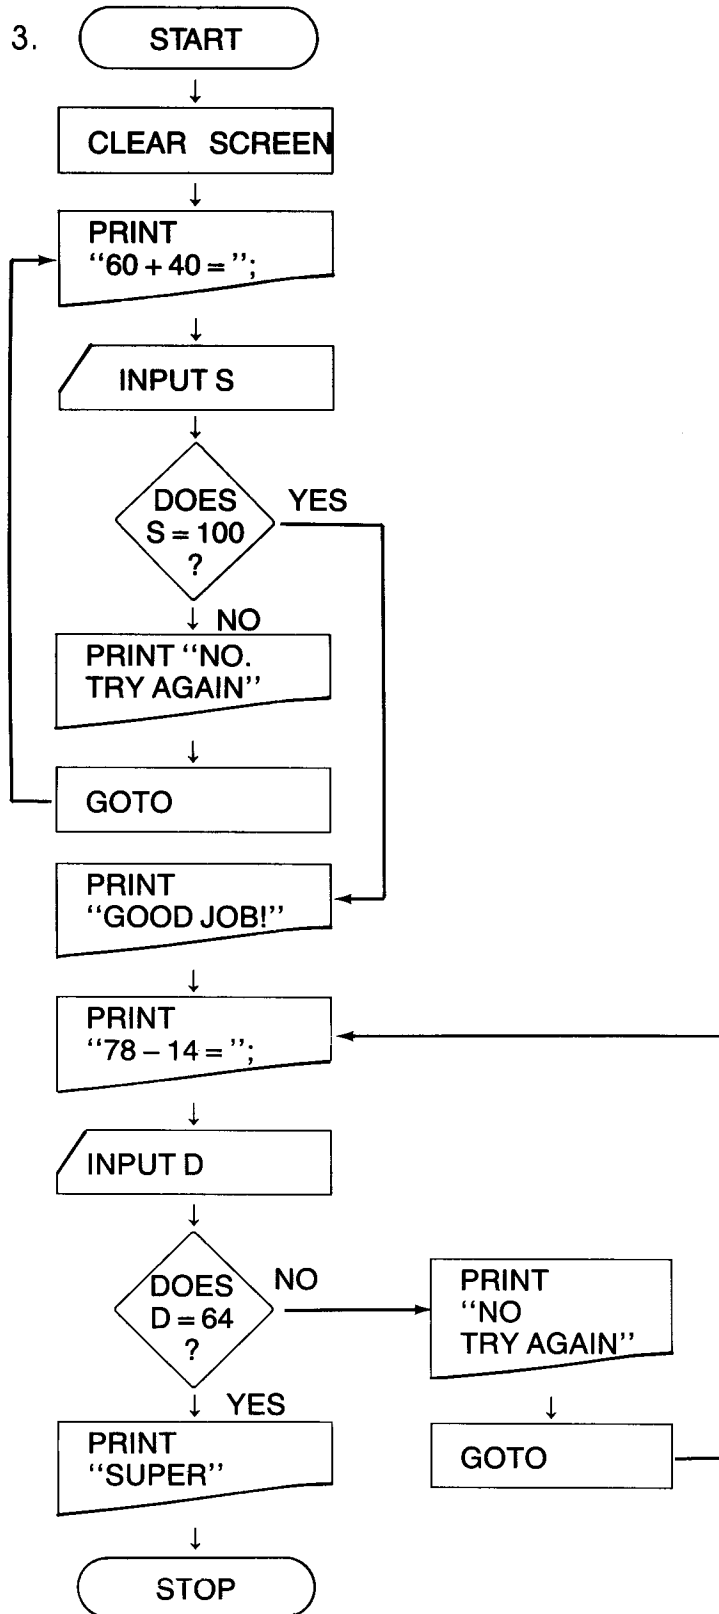 3.
START
CLEAR SCREEN
PRINT
“60 + 40 = ”;
INPUT S
DOES
S = 100
?
YES
NO
PRINT “NO.
TRY AGAIN”
GOTO
PRINT
“GOOD JOB!”
PRINT
“78 – 14 = ”;
INPUT D
DOES
D = 64
?
NO
PRINT
“NO
TRY AGAIN”
GOTO
YES
PRINT
“SUPER”
STOP